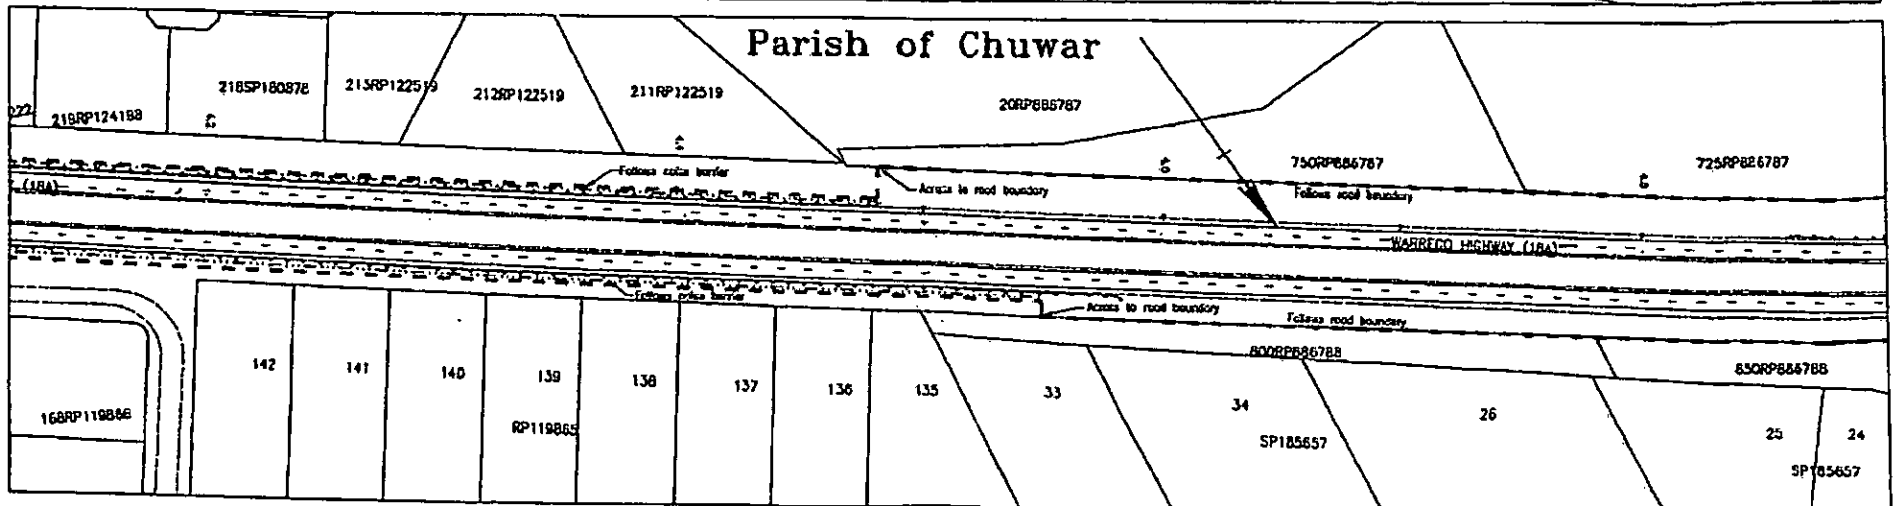 Parish of Chuwar
219RP124188
218SP180878
213RP122519
212RP122519
211RP122519
20RP886787
750RP886787
725RP826787
Follows noise barrier
Across to road boundary
Follows road boundary
(18A)
WARREGO HIGHWAY (18A)
Follows noise barrier
Across to road boundary
Follows road boundary
800RP886788
850RP886788
168RP119866
142
141
140
139
138
137
136
135
33
34
26
25
24
RP119865
SP185657
SP185657